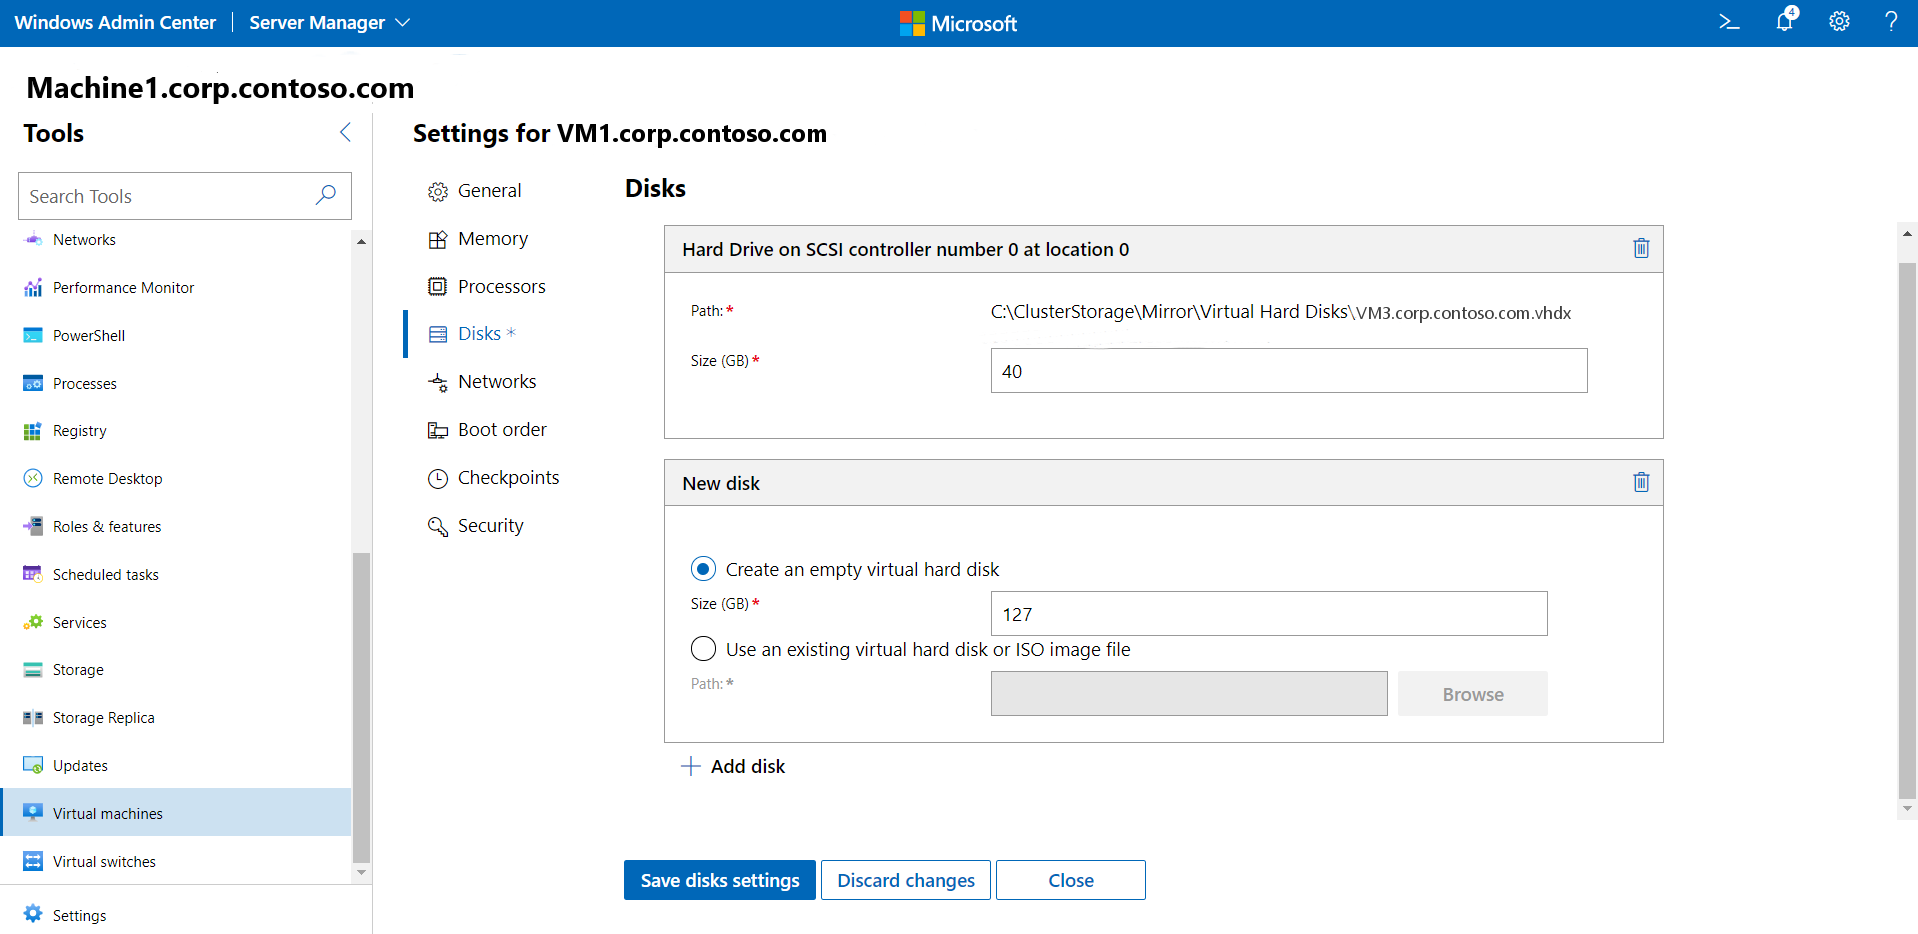 Windows Admin Center
Server Manager
Microsoft
4
Machine1.corp.contoso.com
Tools
Search Tools
Networks
Performance Monitor
PowerShell
Processes
Registry
Remote Desktop
Roles & features
Scheduled tasks
Services
Storage
Storage Replica
Updates
Virtual machines
Virtual switches
Settings
Settings for VM1.corp.contoso.com
General
Memory
Processors
Disks *
Networks
Boot order
Checkpoints
Security
Disks
Hard Drive on SCSI controller number 0 at location 0
Path: * C:\ClusterStorage\Mirror\Virtual Hard Disks\VM3.corp.contoso.com.vhdx
Size (GB) * 40
New disk
Create an empty virtual hard disk
Size (GB) * 127
Use an existing virtual hard disk or ISO image file
Path: * Browse
Add disk
Save disks settings
Discard changes
Close